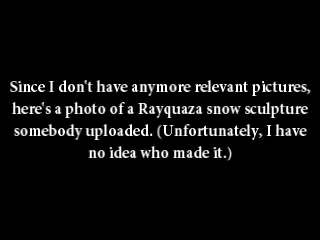 Since I don't have anymore relevant pictures,
here's a photo of a Rayquaza snow sculpture
somebody uploaded. (Unfortunately, I have
no idea who made it.)